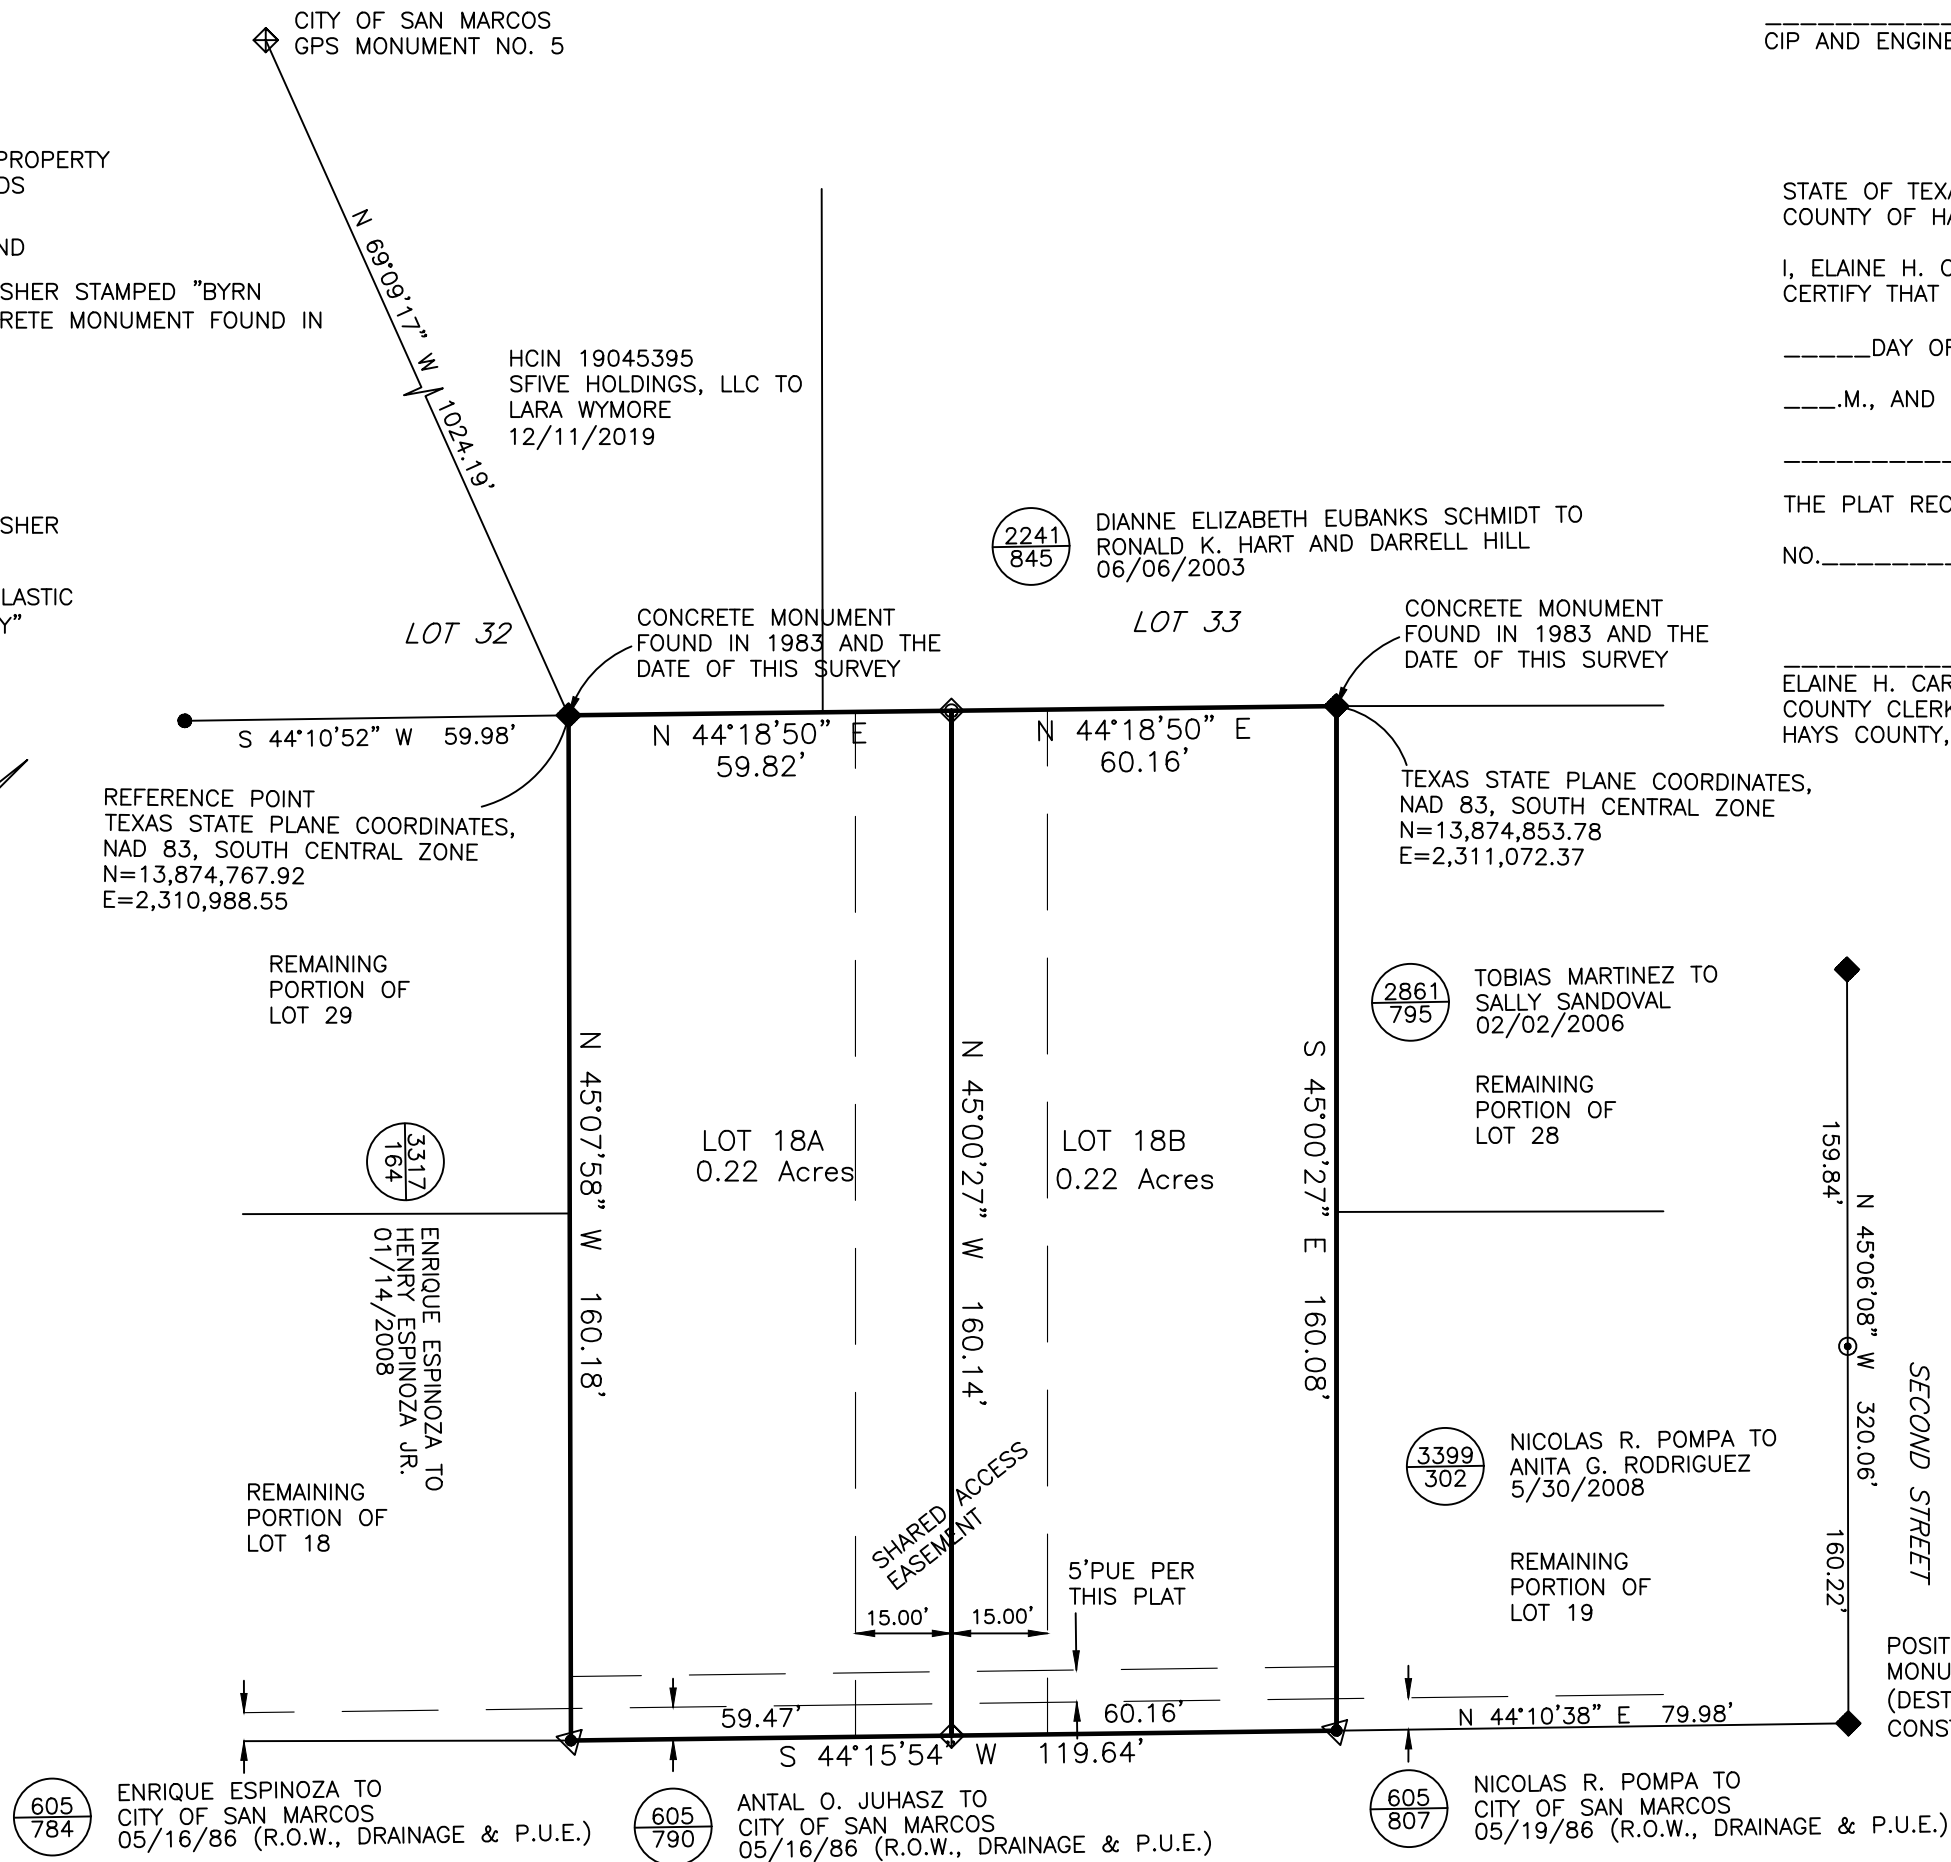 CITY OF SAN MARCOS
GPS MONUMENT NO. 5
CIP AND ENGINE
PROPERTY
DS
ND
SHER STAMPED "BYRN
RETE MONUMENT FOUND IN
N 69°09'17" W 1024.19'
HCIN 19045395
SFIVE HOLDINGS, LLC TO
LARA WYMORE
12/11/2019
STATE OF TEXA
COUNTY OF HA
I, ELAINE H. C
CERTIFY THAT
_____DAY OF
___.M., AND
THE PLAT REC
NO.________
ELAINE H. CAR
COUNTY CLERK
HAYS COUNTY,
SHER
LASTIC
Y"
2241
845
DIANNE ELIZABETH EUBANKS SCHMIDT TO
RONALD K. HART AND DARRELL HILL
06/06/2003
LOT 32
LOT 33
CONCRETE MONUMENT
FOUND IN 1983 AND THE
DATE OF THIS SURVEY
CONCRETE MONUMENT
FOUND IN 1983 AND THE
DATE OF THIS SURVEY
S 44°10'52" W 59.98'
N 44°18'50" E
59.82'
N 44°18'50" E
60.16'
REFERENCE POINT
TEXAS STATE PLANE COORDINATES,
NAD 83, SOUTH CENTRAL ZONE
N=13,874,767.92
E=2,310,988.55
TEXAS STATE PLANE COORDINATES,
NAD 83, SOUTH CENTRAL ZONE
N=13,874,853.78
E=2,311,072.37
REMAINING
PORTION OF
LOT 29
2861
795
TOBIAS MARTINEZ TO
SALLY SANDOVAL
02/02/2006
REMAINING
PORTION OF
LOT 28
N 45°07'58" W 160.18'
N 45°00'27" W 160.14'
S 45°00'27" E 160.08'
LOT 18A
0.22 Acres
LOT 18B
0.22 Acres
3317
164
ENRIQUE ESPINOZA TO
HENRY ESPINOZA JR.
01/14/2008
159.84'
N 45°06'08" W 320.06'
160.22'
SECOND STREET
REMAINING
PORTION OF
LOT 18
3399
302
NICOLAS R. POMPA TO
ANITA G. RODRIGUEZ
5/30/2008
REMAINING
PORTION OF
LOT 19
SHARED ACCESS
EASEMENT
15.00'
15.00'
5'PUE PER
THIS PLAT
POSIT
MONU
(DEST
CONST
59.47'
60.16'
S 44°15'54 W 119.64'
N 44°10'38" E 79.98'
605
784
ENRIQUE ESPINOZA TO
CITY OF SAN MARCOS
05/16/86 (R.O.W., DRAINAGE & P.U.E.)
605
790
ANTAL O. JUHASZ TO
CITY OF SAN MARCOS
05/16/86 (R.O.W., DRAINAGE & P.U.E.)
605
807
NICOLAS R. POMPA TO
CITY OF SAN MARCOS
05/19/86 (R.O.W., DRAINAGE & P.U.E.)